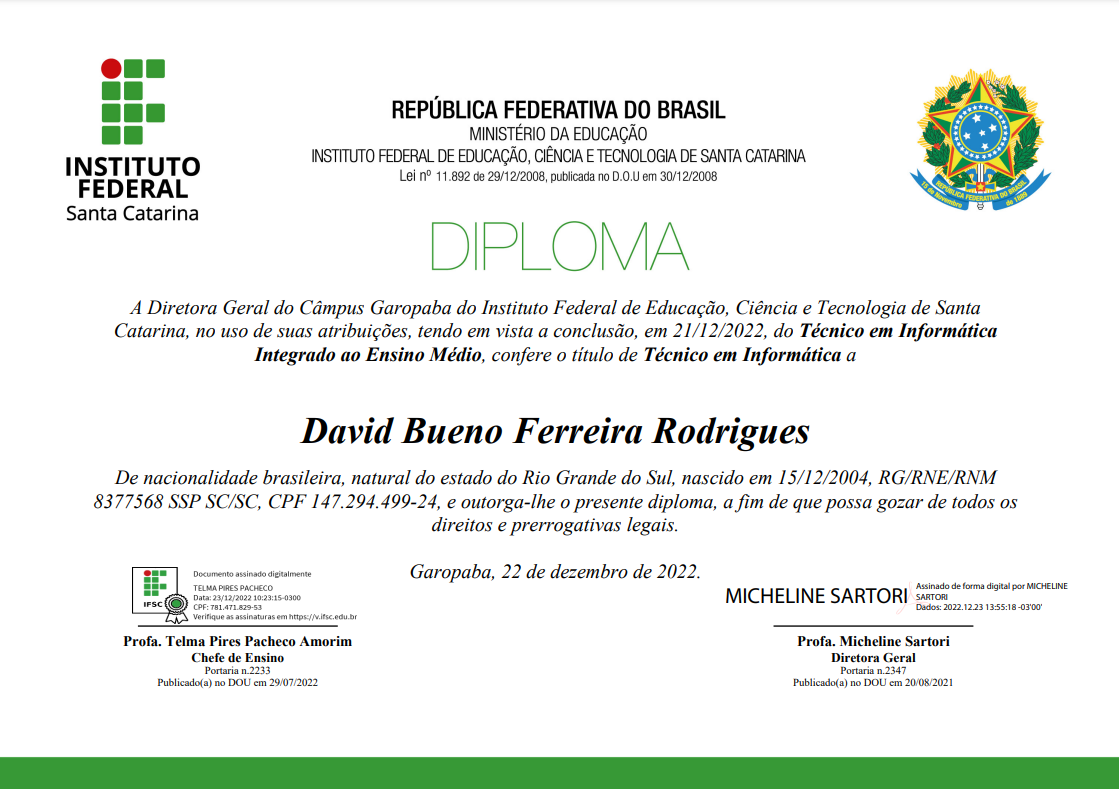 INSTITUTO
FEDERAL
Santa Catarina
REPÚBLICA FEDERATIVA DO BRASIL
MINISTÉRIO DA EDUCAÇÃO
INSTITUTO FEDERAL DE EDUCAÇÃO, CIÊNCIA E TECNOLOGIA DE SANTA CATARINA
Lei nº 11.892 de 29/12/2008, publicada no D.O.U em 30/12/2008
REPÚBLICA FEDERATIVA DO BRASIL
15 de Novembro
de 1889
DIPLOMA
A Diretora Geral do Câmpus Garopaba do Instituto Federal de Educação, Ciência e Tecnologia de Santa
Catarina, no uso de suas atribuições, tendo em vista a conclusão, em 21/12/2022, do Técnico em Informática
Integrado ao Ensino Médio, confere o título de Técnico em Informática a
David Bueno Ferreira Rodrigues
De nacionalidade brasileira, natural do estado do Rio Grande do Sul, nascido em 15/12/2004, RG/RNE/RNM
8377568 SSP SC/SC, CPF 147.294.499-24, e outorga-lhe o presente diploma, a fim de que possa gozar de todos os
direitos e prerrogativas legais.
Garopaba, 22 de dezembro de 2022.
IFSC
Documento assinado digitalmente
TELMA PIRES PACHECO
Data: 23/12/2022 10:23:15-0300
CPF: 781.471.829-53
Verifique as assinaturas em https://v.ifsc.edu.br
Profa. Telma Pires Pacheco Amorim
Chefe de Ensino
Portaria n.2233
Publicado(a) no DOU em 29/07/2022
MICHELINE SARTORI
Assinado de forma digital por MICHELINE
SARTORI
Dados: 2022.12.23 13:55:18 -03'00'
Profa. Micheline Sartori
Diretora Geral
Portaria n.2347
Publicado(a) no DOU em 20/08/2021